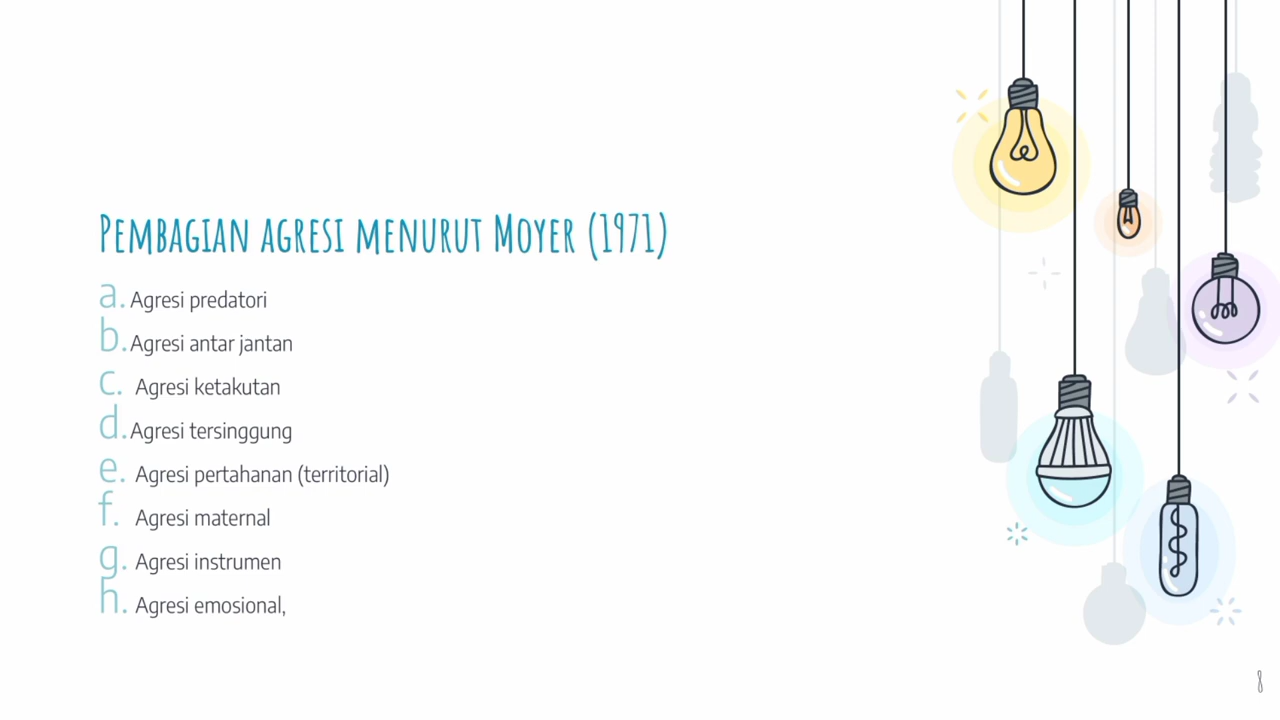 Pembagian agresi menurut Moyer (1971)
a. Agresi predatori
b. Agresi antar jantan
c. Agresi ketakutan
d. Agresi tersinggung
e. Agresi pertahanan (territorial)
f. Agresi maternal
g. Agresi instrumen
h. Agresi emosional,
8